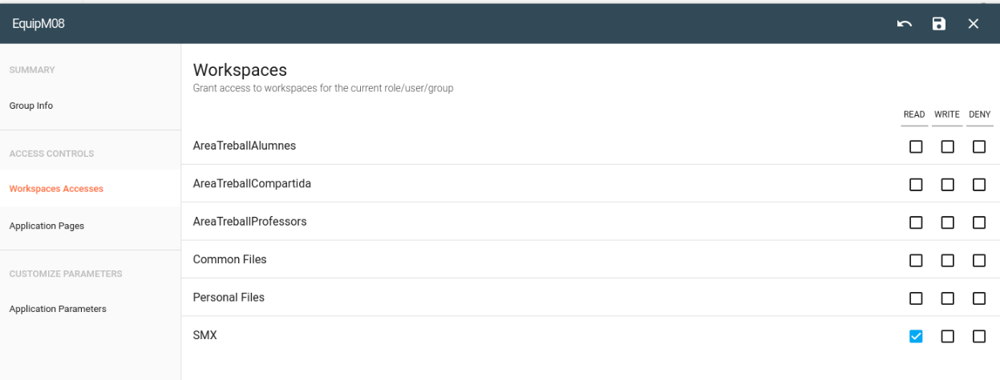 EquipM08
SUMMARY
Group Info
ACCESS CONTROLS
Workspaces Accesses
Application Pages
CUSTOMIZE PARAMETERS
Application Parameters
Workspaces
Grant access to workspaces for the current role/user/group
READ WRITE DENY
AreaTreballAlumnes
AreaTreballCompartida
AreaTreballProfessors
Common Files
Personal Files
SMX